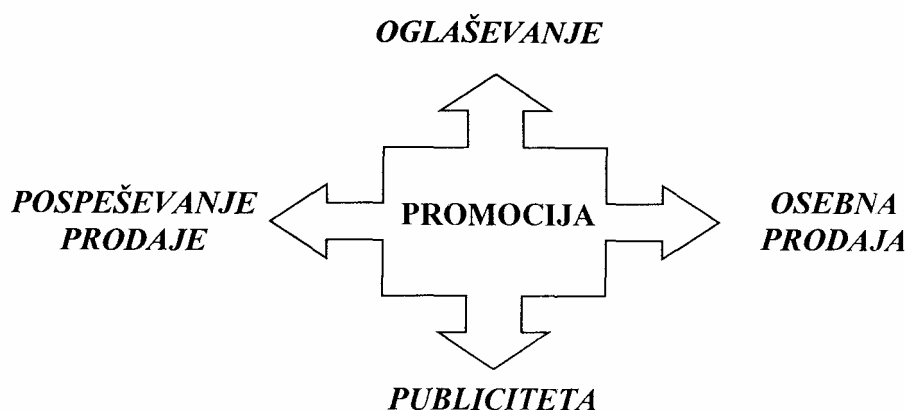 OGLAŠEVANJE
POSPEŠEVANJE
PRODAJE
PROMOCIJA
OSEBNA
PRODAJA
PUBLICITETA